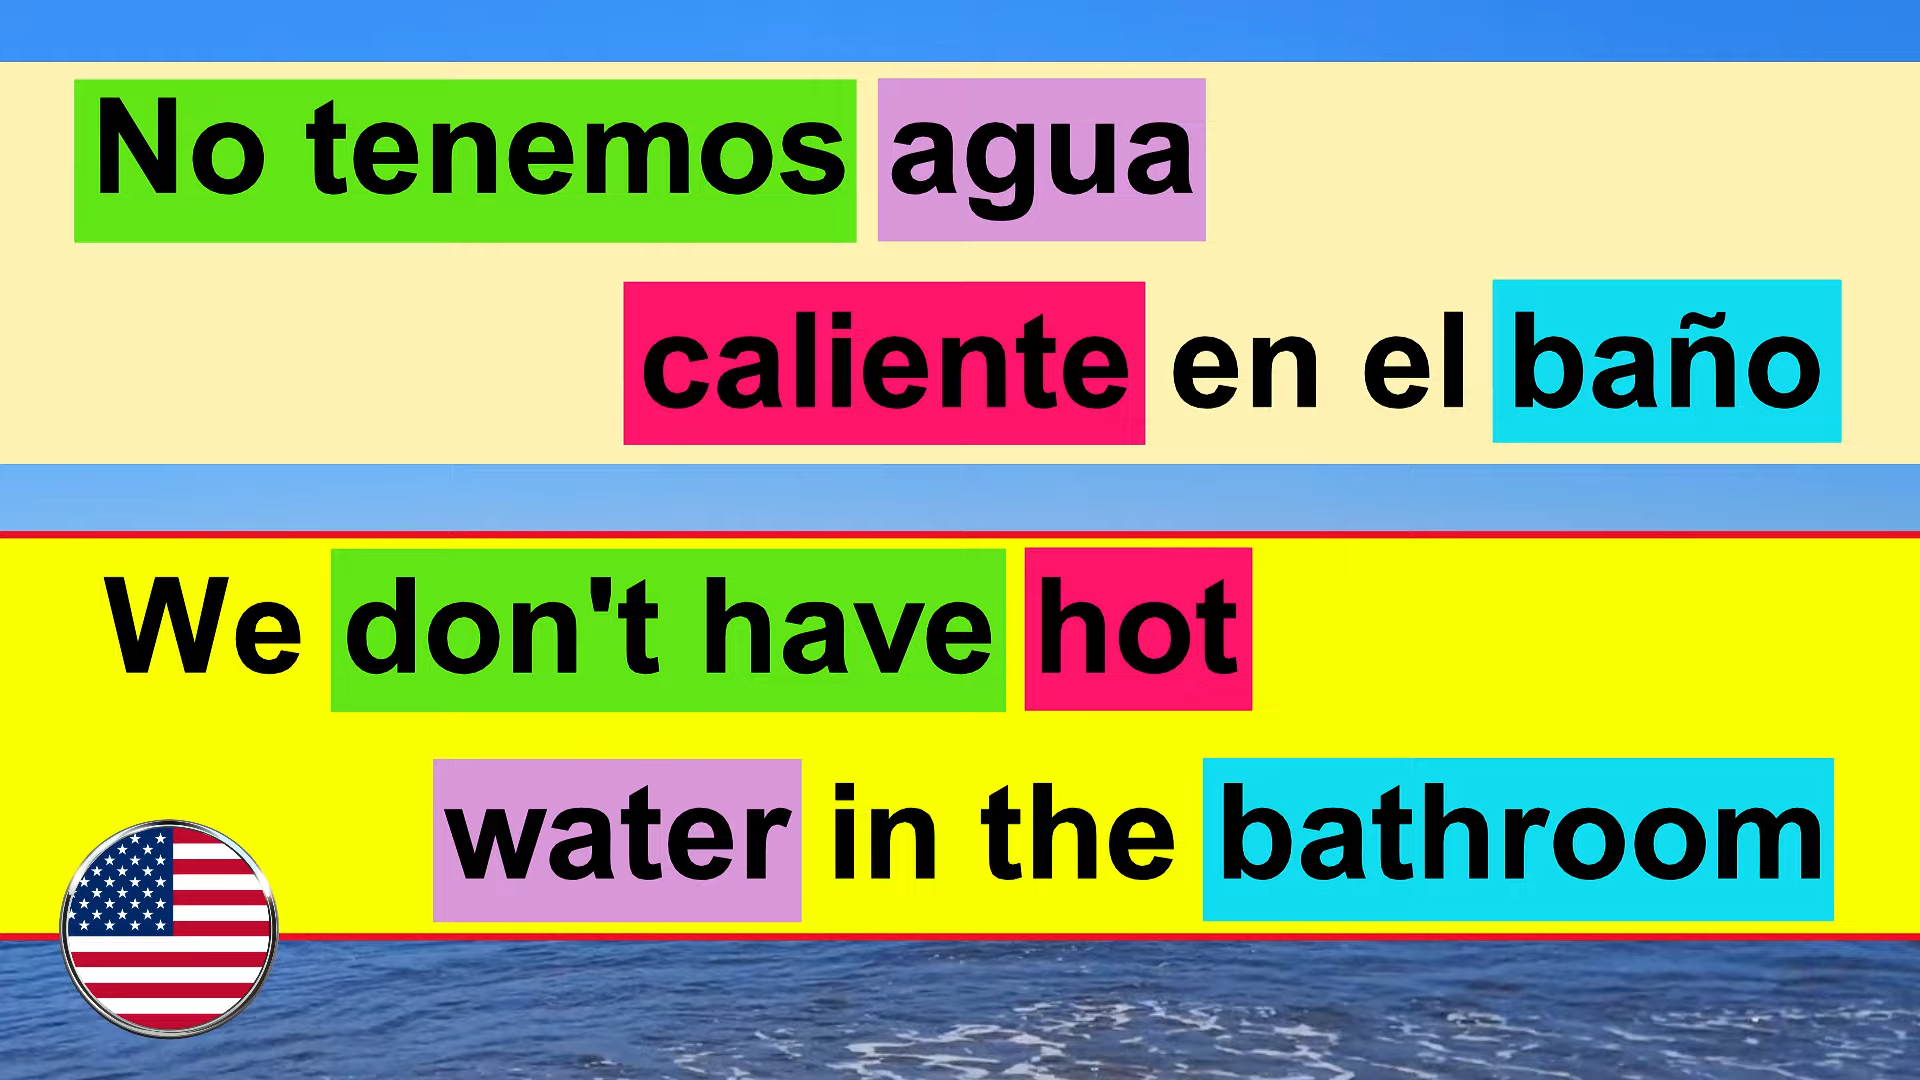 No tenemos agua
caliente en el baño
We don't have hot
water in the bathroom